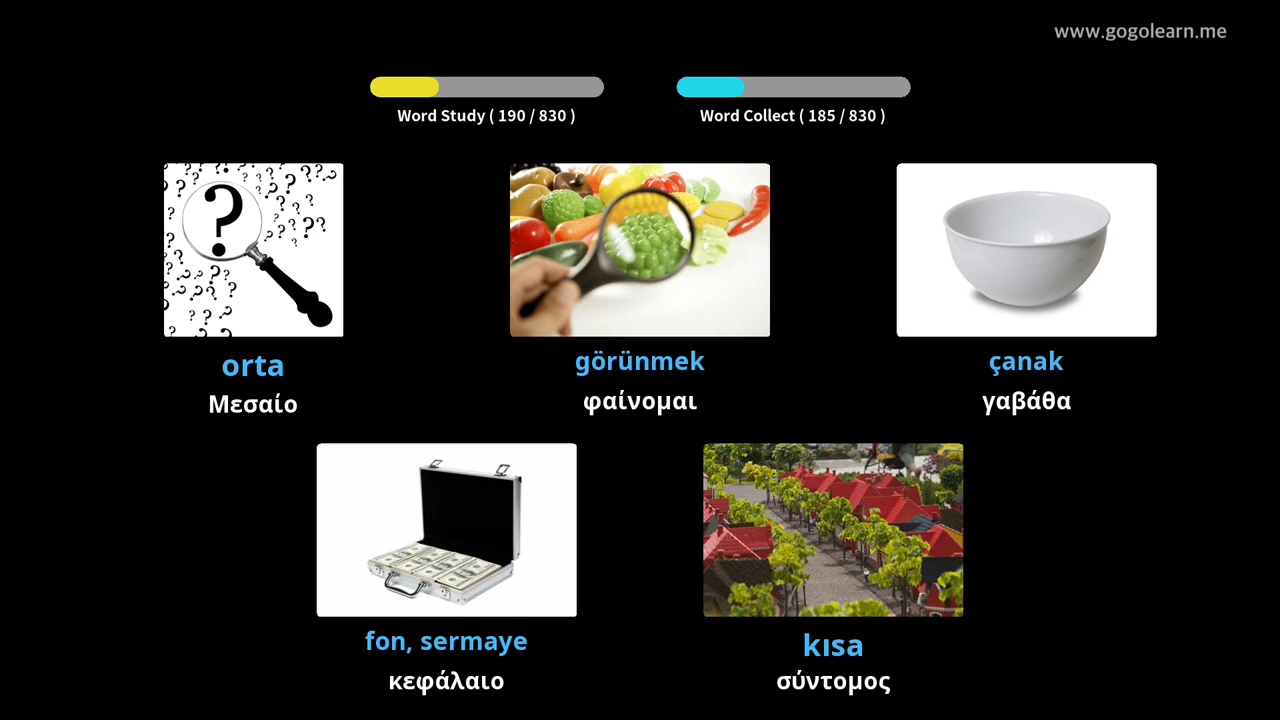 www.gogolearn.me
Word Study ( 190 / 830 )
Word Collect ( 185 / 830 )
orta
Μεσαίο
görünmek
φαίνομαι
çanak
γαβάθα
fon, sermaye
κεφάλαιο
kısa
σύντομος